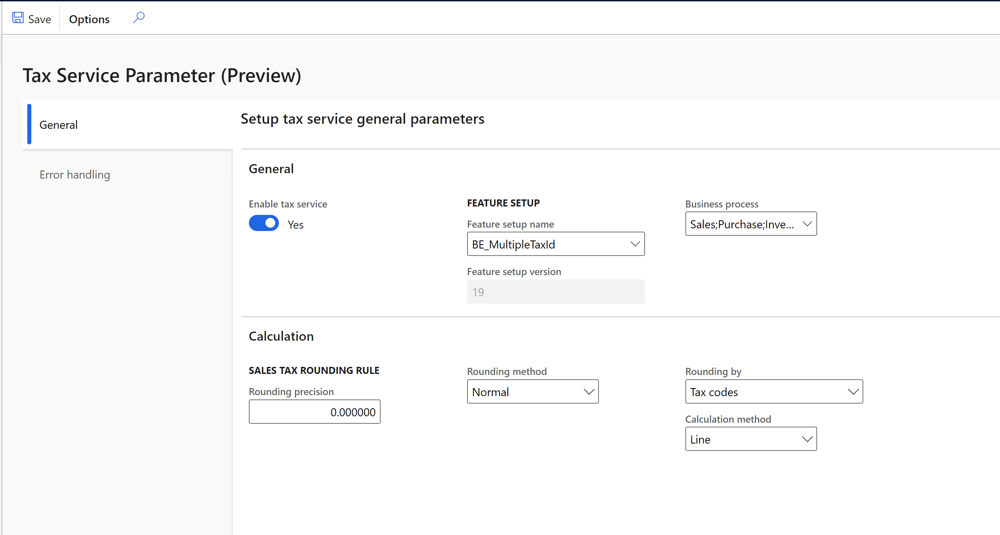 Save
Options
Tax Service Parameter (Preview)
General
Error handling
Setup tax service general parameters
General
Enable tax service
Yes
FEATURE SETUP
Feature setup name
BE_MultipleTaxId
Feature setup version
19
Business process
Sales;Purchase;Inve...
Calculation
SALES TAX ROUNDING RULE
Rounding precision
0.000000
Rounding method
Normal
Rounding by
Tax codes
Calculation method
Line